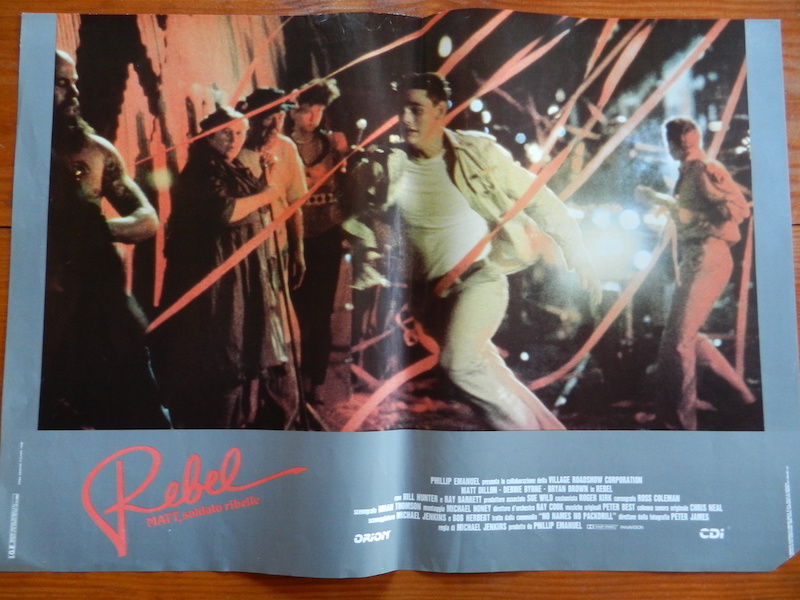 Rebel
MATT, soldato ribelle
PHILLIP EMANUEL presenta in collaborazione della VILLAGE ROADSHOW CORPORATION
MATT DILLON - DEBBIE BYRNE - BRYAN BROWN in REBEL
con BILL HUNTER e RAY BARRETT produttore associato SUE WILD costumista ROGER KIRK coreografo ROSS COLEMAN
scenografo BRIAN THOMSON montaggio MICHAEL HONEY direttore d'orchestra RAY COOK musiche originali PETER BEST colonna sonora originale CHRIS NEAL
sceneggiatura MICHAEL JENKINS e BOB HERBERT tratto dalla commedia "NO NAMES NO PACKDRILL" direttore della fotografia PETER JAMES
regia di MICHAEL JENKINS prodotto da PHILLIP EMANUEL PANAVISION
ORION
CDI